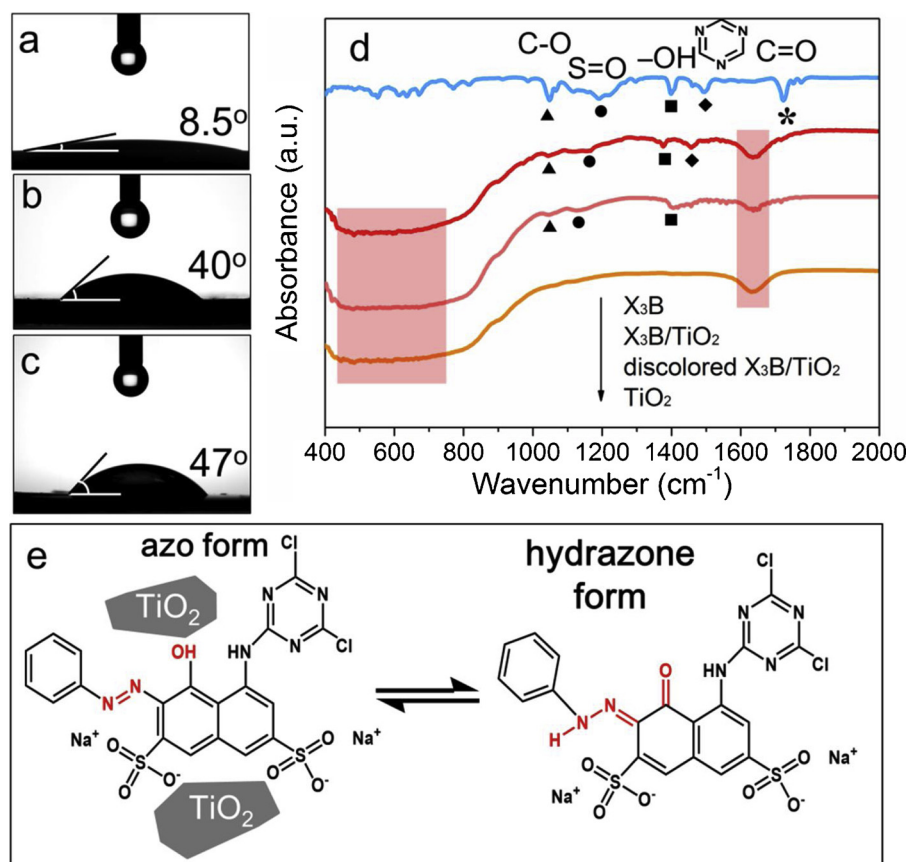 a
8.5°
b
40°
c
47°
d
C-O
S=O
-OH
N
N
N
C=O
*
Absorbance (a.u.)
X₃B
X₃B/TiO₂
discolored X₃B/TiO₂
TiO₂
400 600 800 1000 1200 1400 1600 1800 2000
Wavenumber (cm⁻¹)
e
azo form
TiO₂
OH
N
N
Cl
N
N
N
Cl
NH
Na⁺
O
S
O
O⁻
TiO₂
O
S
O
O⁻
Na⁺
hydrazone
form
Cl
N
N
N
Cl
NH
O
N
N
H
Na⁺
O
S
O
O⁻
O
S
O
O⁻
Na⁺